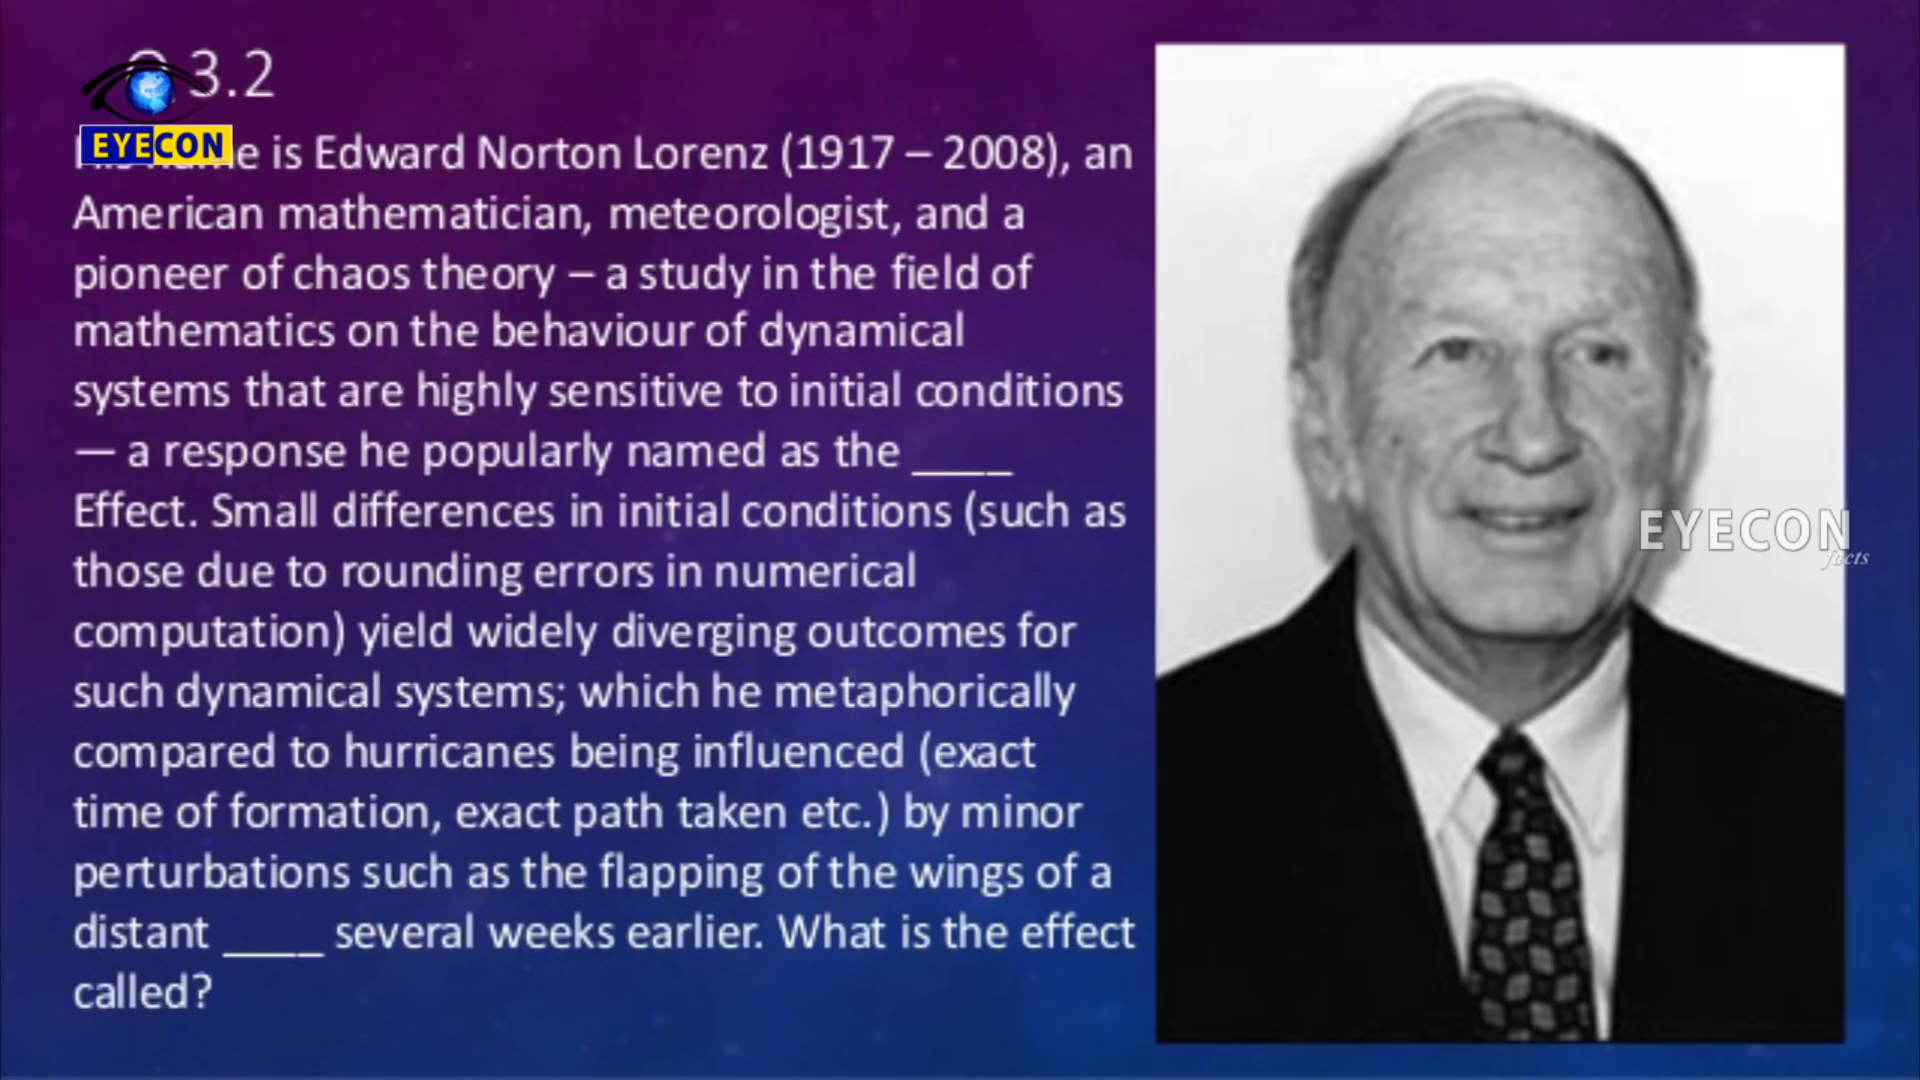 3.2
EYECON
e is Edward Norton Lorenz (1917 – 2008), an
American mathematician, meteorologist, and a
pioneer of chaos theory – a study in the field of
mathematics on the behaviour of dynamical
systems that are highly sensitive to initial conditions
— a response he popularly named as the ____
Effect. Small differences in initial conditions (such as
those due to rounding errors in numerical
computation) yield widely diverging outcomes for
such dynamical systems; which he metaphorically
compared to hurricanes being influenced (exact
time of formation, exact path taken etc.) by minor
perturbations such as the flapping of the wings of a
distant ____ several weeks earlier. What is the effect
called?
EYECON
facts